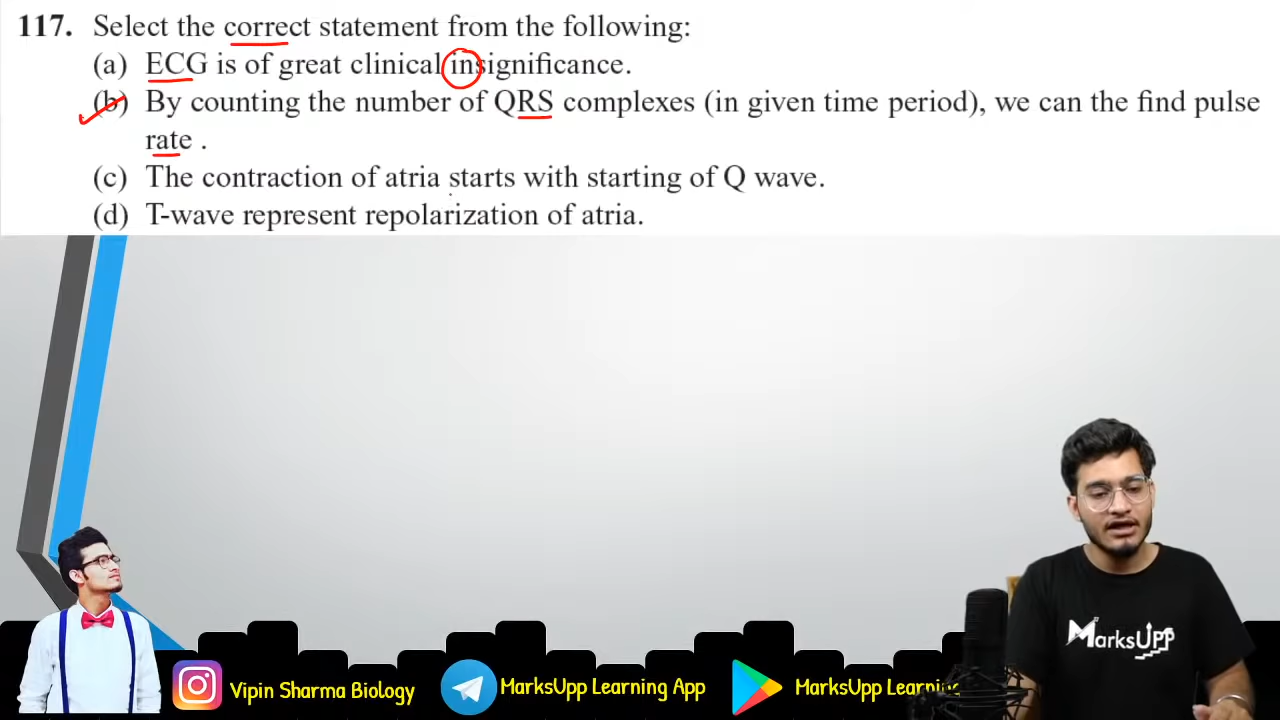 117. Select the correct statement from the following:
(a) ECG is of great clinical insignificance.
(b) By counting the number of QRS complexes (in given time period), we can the find pulse
rate .
(c) The contraction of atria starts with starting of Q wave.
(d) T-wave represent repolarization of atria.
MarksUpp
Vipin Sharma Biology
MarksUpp Learning App
MarksUpp Learning